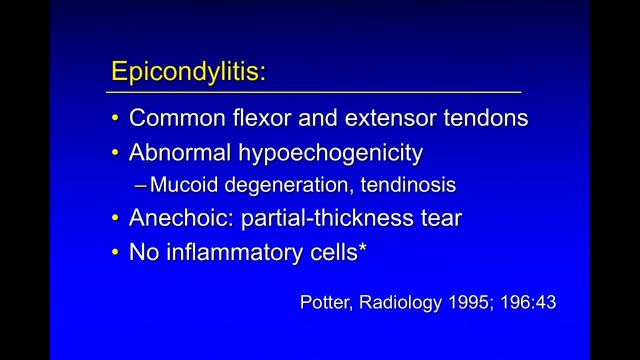 Epicondylitis:
• Common flexor and extensor tendons
• Abnormal hypoechogenicity
– Mucoid degeneration, tendinosis
• Anechoic: partial-thickness tear
• No inflammatory cells*
Potter, Radiology 1995; 196:43